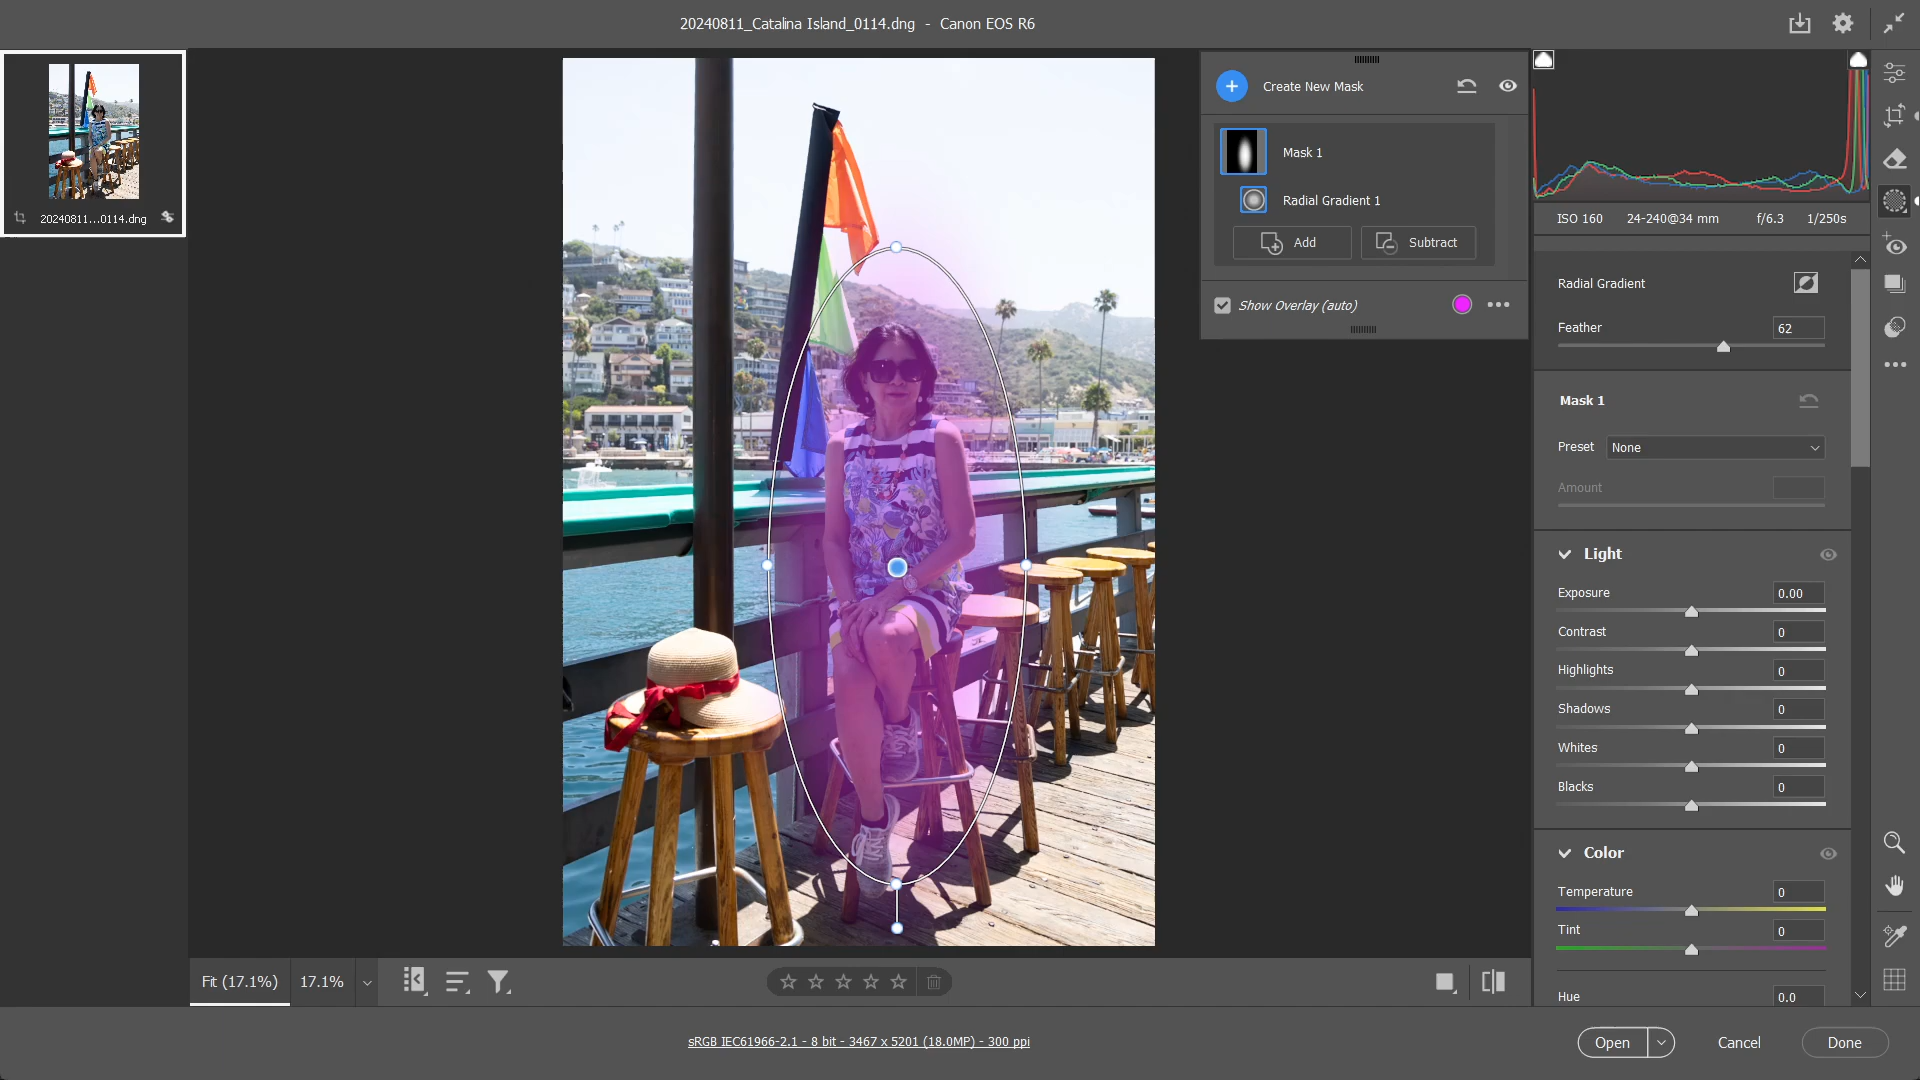 20240811_Catalina Island_0114.dng  -  Canon EOS R6
20240811...0114.dng
Create New Mask
Mask 1
Radial Gradient 1
Add
Subtract
Show Overlay (auto)
ISO 160 24-240@34 mm f/6.3 1/250s
Radial Gradient
Feather 62
Mask 1
Preset None
Amount
Light
Exposure 0.00
Contrast 0
Highlights 0
Shadows 0
Whites 0
Blacks 0
Color
Temperature 0
Tint 0
Hue 0.0
Fit (17.1%) 17.1%
sRGB IEC61966-2.1 - 8 bit - 3467 x 5201 (18.0MP) - 300 ppi
Open
Cancel
Done